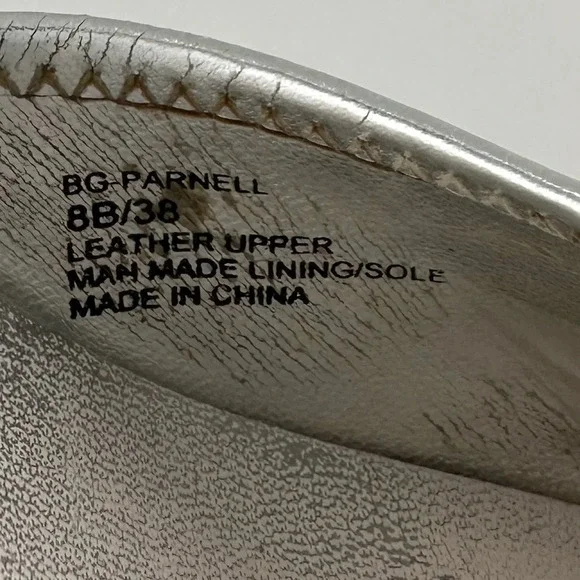 BG-PARNELL
8B/38
LEATHER UPPER
MAN MADE LINING/SOLE
MADE IN CHINA